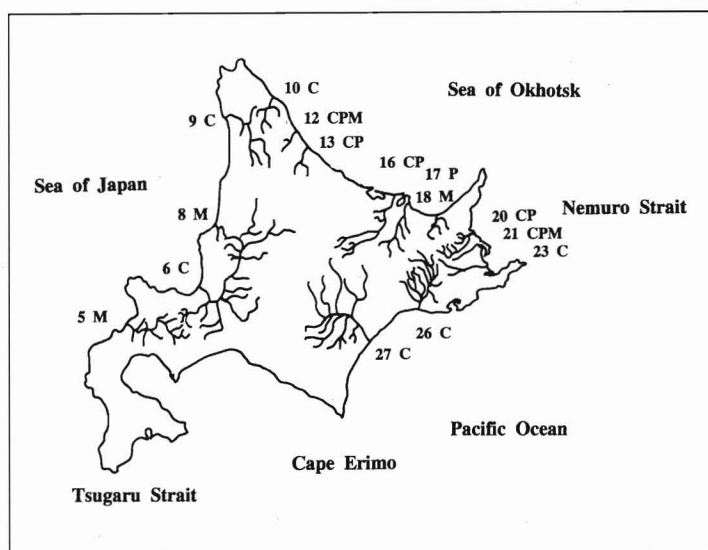 10 C
Sea of Okhotsk
9 C
12 CPM
13 CP
16 CP
17 P
Sea of Japan
18 M
8 M
20 CP
Nemuro Strait
21 CPM
23 C
6 C
5 M
26 C
27 C
Pacific Ocean
Cape Erimo
Tsugaru Strait